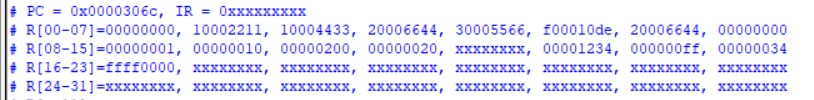 # PC = 0x0000306c, IR = 0xxxxxxxxx
# R[00-07]=00000000, 10002211, 10004433, 20006644, 30005566, f00010de, 20006644, 00000000
# R[08-15]=00000001, 00000010, 00000200, 00000020, xxxxxxxx, 00001234, 000000ff, 00000034
# R[16-23]=ffff0000, xxxxxxxx, xxxxxxxx, xxxxxxxx, xxxxxxxx, xxxxxxxx, xxxxxxxx, xxxxxxxx
# R[24-31]=xxxxxxxx, xxxxxxxx, xxxxxxxx, xxxxxxxx, xxxxxxxx, xxxxxxxx, xxxxxxxx, xxxxxxxx